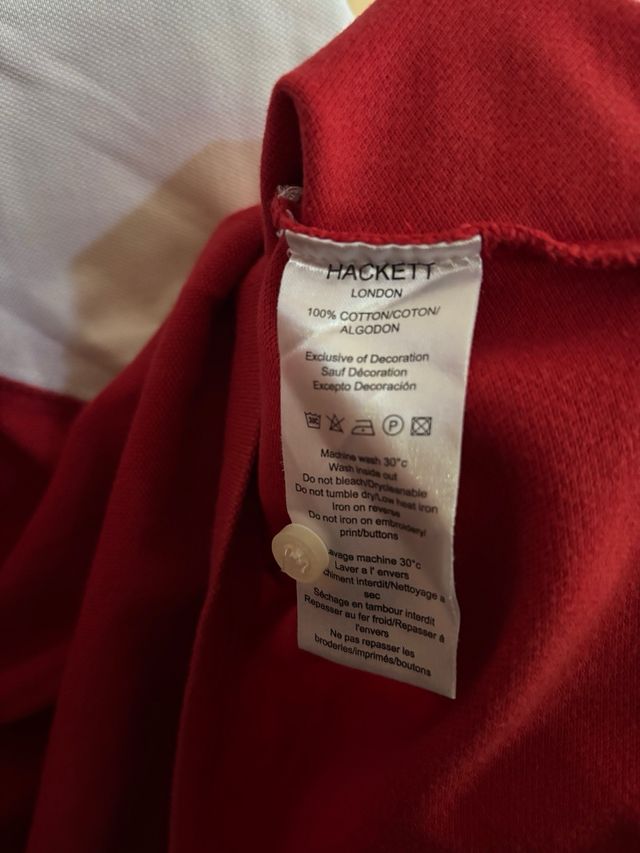 HACKETT
LONDON
100% COTTON/COTON/
ALGODON
Exclusive of Decoration
Sauf Décoration
Excepto Decoración
P
Machine wash 30°c
Wash inside out
Do not bleach/Drycleanable
Do not tumble dry/Low heat iron
Iron on reverse
Do not iron on embroidery/
print/buttons
avage machine 30°c
Laver a l' envers
chiment interdit/Nettoyage a
sec
Séchage en tambour interdit
Repasser au fer froid/Repasser à
l'envers
Ne pas repasser les
broderies/imprimés/boutons